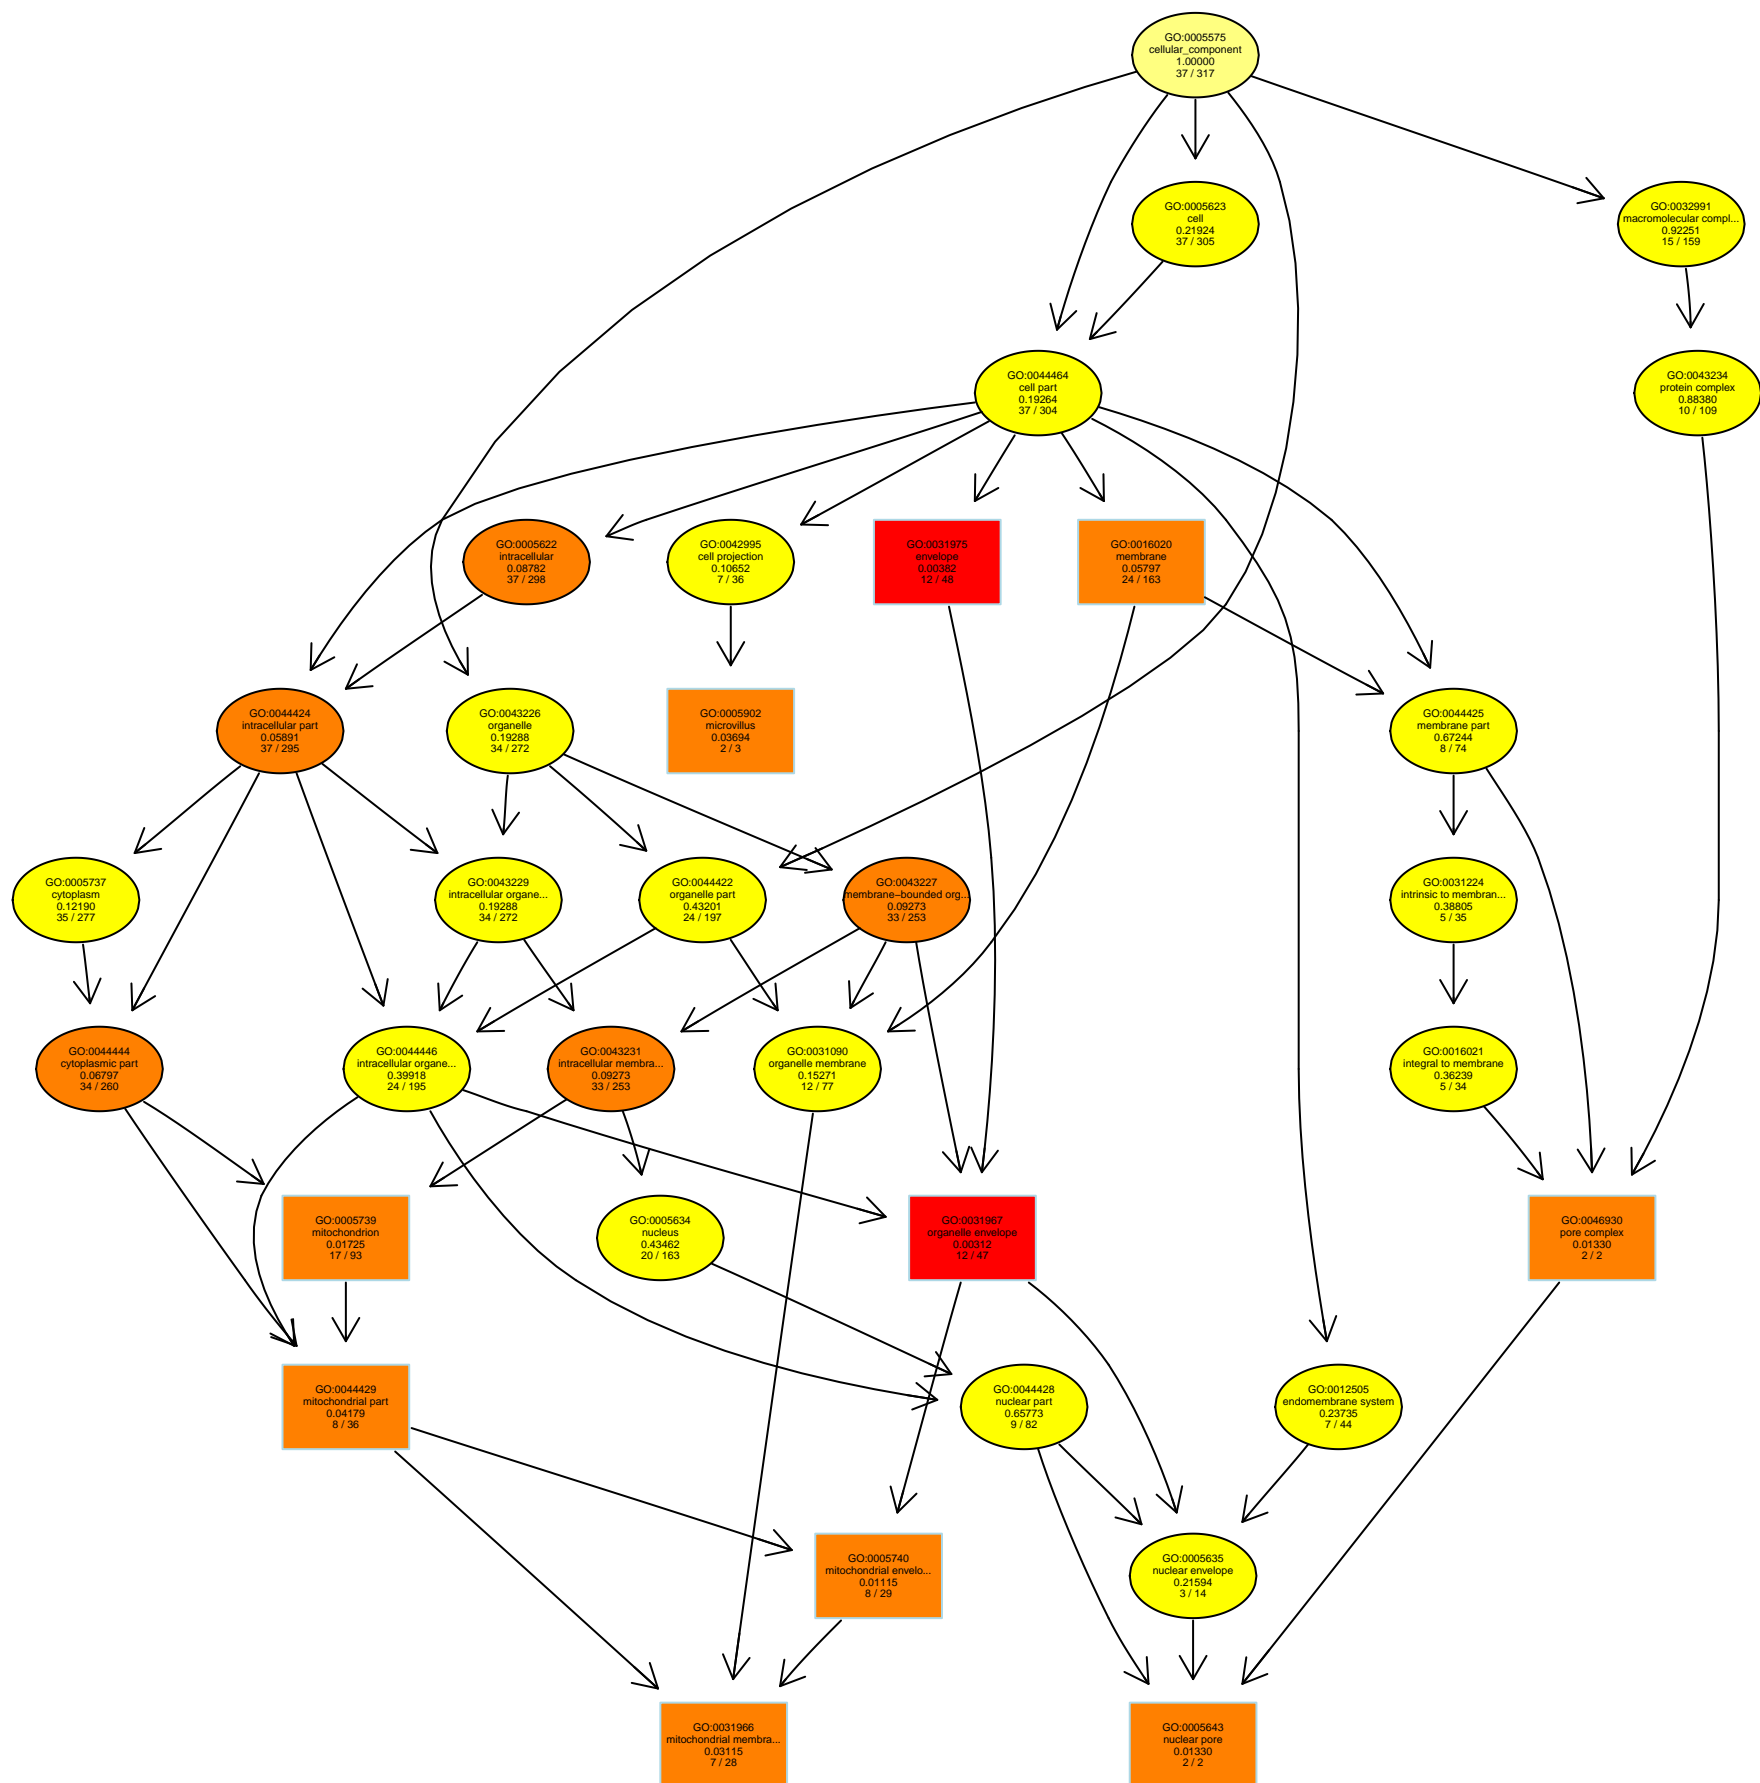 GO:0005575
cellular_component
1.00000
37 / 317
GO:0005623
cell
0.21924
37 / 305
GO:0032991
macromolecular compl...
0.92251
15 / 159
GO:0044464
cell part
0.19264
37 / 304
GO:0043234
protein complex
0.88380
10 / 109
GO:0005622
intracellular
0.08782
37 / 298
GO:0042995
cell projection
0.10652
7 / 36
GO:0031975
envelope
0.00382
12 / 48
GO:0016020
membrane
0.05797
24 / 163
GO:0044424
intracellular part
0.05891
37 / 295
GO:0043226
organelle
0.19288
34 / 272
GO:0005902
microvillus
0.03694
2 / 3
GO:0044425
membrane part
0.67244
8 / 74
GO:0005737
cytoplasm
0.12190
35 / 277
GO:0043229
intracellular organe...
0.19288
34 / 272
GO:0044422
organelle part
0.43201
24 / 197
GO:0043227
membrane−bounded org...
0.09273
33 / 253
GO:0031224
intrinsic to membran...
0.38805
5 / 35
GO:0044444
cytoplasmic part
0.06797
34 / 260
GO:0044446
intracellular organe...
0.39918
24 / 195
GO:0043231
intracellular membra...
0.09273
33 / 253
GO:0031090
organelle membrane
0.15271
12 / 77
GO:0016021
integral to membrane
0.36239
5 / 34
GO:0005739
mitochondrion
0.01725
17 / 93
GO:0005634
nucleus
0.43462
20 / 163
GO:0031967
organelle envelope
0.00312
12 / 47
GO:0046930
pore complex
0.01330
2 / 2
GO:0044429
mitochondrial part
0.04179
8 / 36
GO:0044428
nuclear part
0.65773
9 / 82
GO:0012505
endomembrane system
0.23735
7 / 44
GO:0005740
mitochondrial envelo...
0.01115
8 / 29
GO:0005635
nuclear envelope
0.21594
3 / 14
GO:0031966
mitochondrial membra...
0.03115
7 / 28
GO:0005643
nuclear pore
0.01330
2 / 2